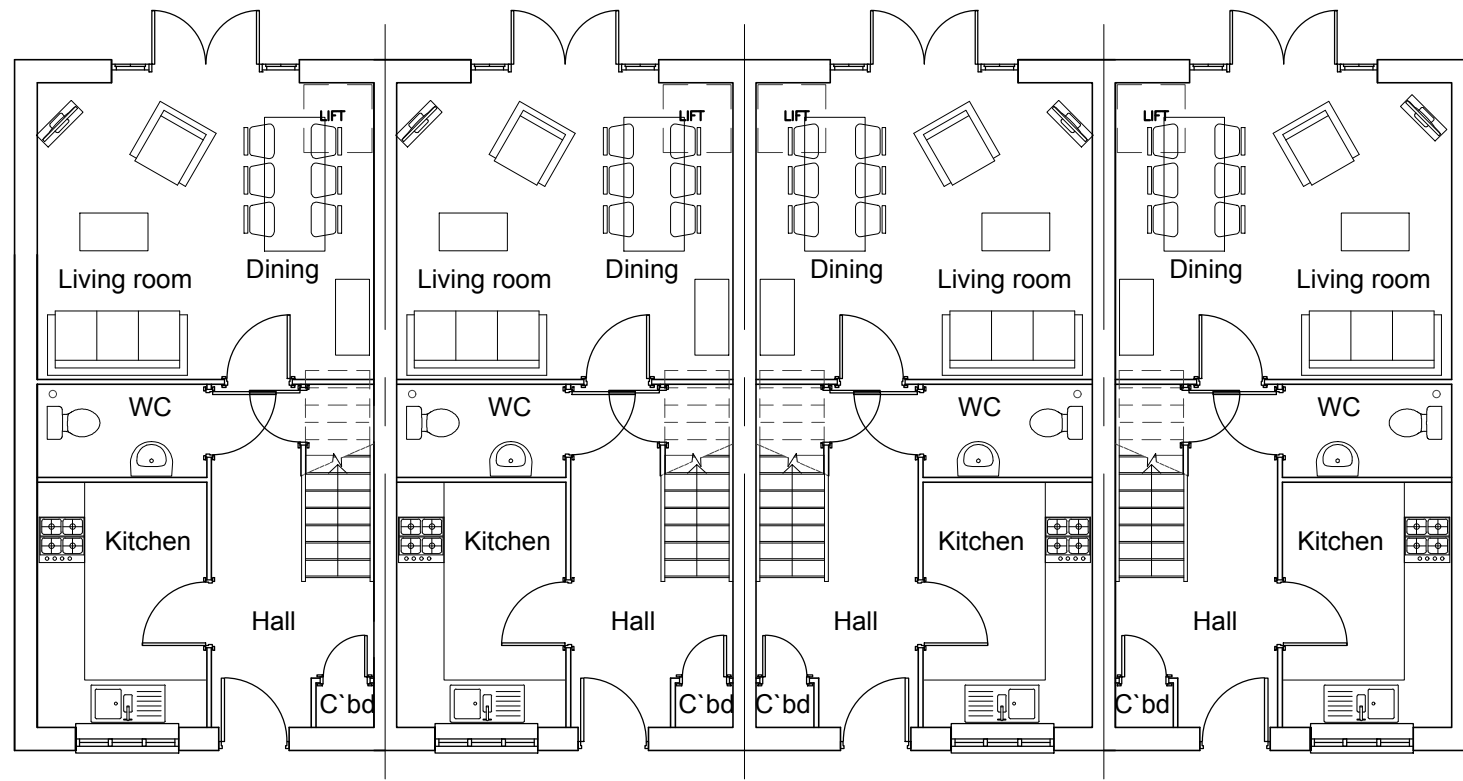 LIFT LIFT LIFT LIFT
Living room Dining Living room Dining Dining Living room Dining Living room
WC WC WC WC
Kitchen Kitchen Kitchen Kitchen
Hall Hall Hall Hall
C`bd C`bd C`bd C`bd